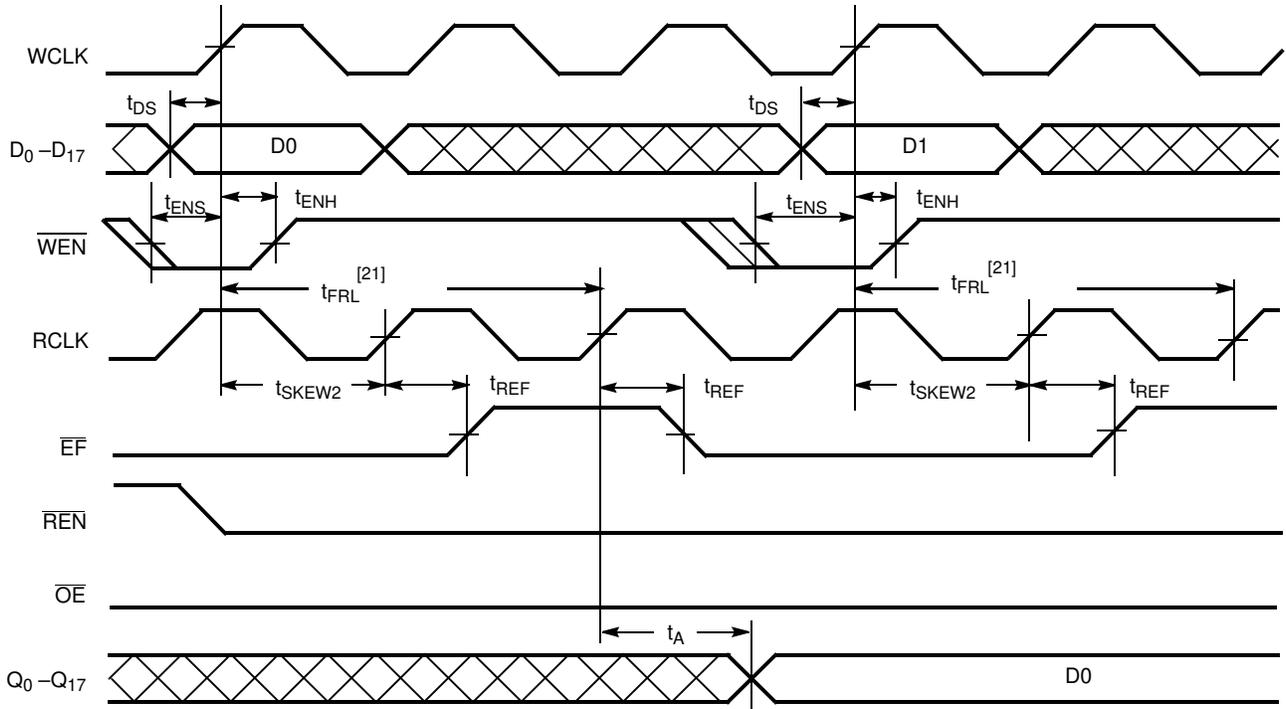 WCLK
tDS
tDS
D0 –D17
D0
D1
tENS
tENH
tENS
tENH
WEN
tFRL[21]
tFRL[21]
RCLK
tSKEW2
tREF
tREF
tSKEW2
tREF
EF
REN
OE
tA
Q0 –Q17
D0